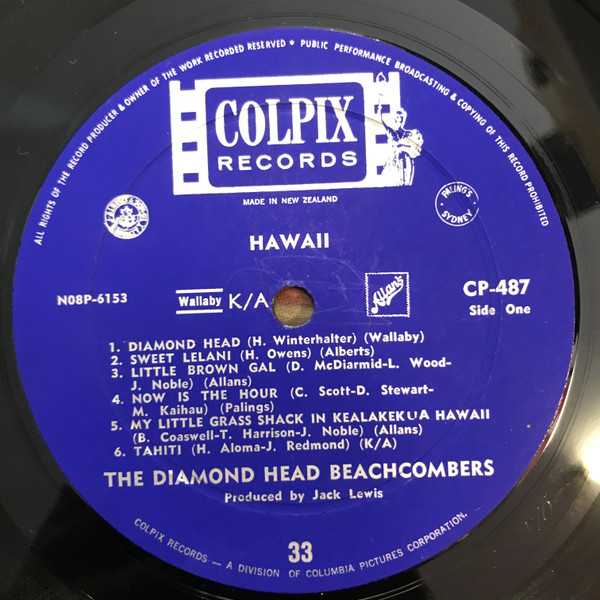 ALL RIGHTS OF THE RECORD PRODUCER & OWNER OF THE WORK RECORDED RESERVED • PUBLIC PERFORMANCE BROADCASTING & COPYING OF THIS RECORD PROHIBITED
COLPIX
RECORDS
MADE IN NEW ZEALAND
PALING'S
SYDNEY
HAWAII
N08P-6153
Wallaby K/A
Allans
CP-487
Side One
1. DIAMOND HEAD (H. Winterhalter) (Wallaby)
2. SWEET LELANI (H. Owens) (Alberts)
3. LITTLE BROWN GAL (D. McDiarmid-L. Wood-
J. Noble) (Allans)
4. NOW IS THE HOUR (C. Scott-D. Stewart-
M. Kaihau) (Palings)
5. MY LITTLE GRASS SHACK IN KEALAKEKUA HAWAII
(B. Coaswell-T. Harrison-J. Noble) (Allans)
6. TAHITI (H. Aloma-J. Redmond) (K/A)
THE DIAMOND HEAD BEACHCOMBERS
Produced by Jack Lewis
33
COLPIX RECORDS — A DIVISION OF COLUMBIA PICTURES CORPORATION.